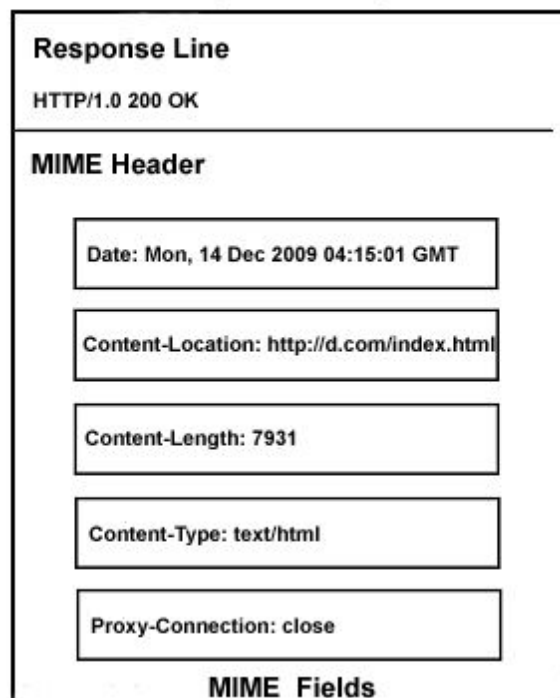 Response Line
HTTP/1.0 200 OK
MIME Header
Date: Mon, 14 Dec 2009 04:15:01 GMT
Content-Location: http://d.com/index.html
Content-Length: 7931
Content-Type: text/html
Proxy-Connection: close
MIME Fields